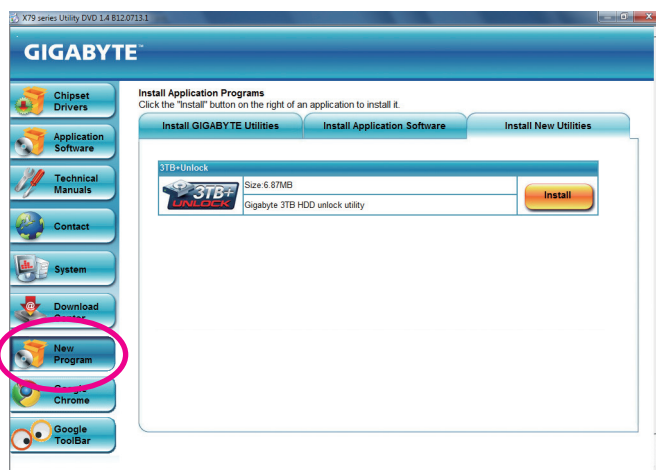 X79 series Utility DVD 1.4 B12.0713.1
GIGABYTE™
Chipset
Drivers
Application
Software
Technical
Manuals
Contact
System
Download
Center
New
Program
Google
Chrome
Google
ToolBar
Install Application Programs
Click the "Install" button on the right of an application to install it.
Install GIGABYTE Utilities
Install Application Software
Install New Utilities
3TB+Unlock
3TB+
UNLOCK
Size:6.87MB
Gigabyte 3TB HDD unlock utility
Install